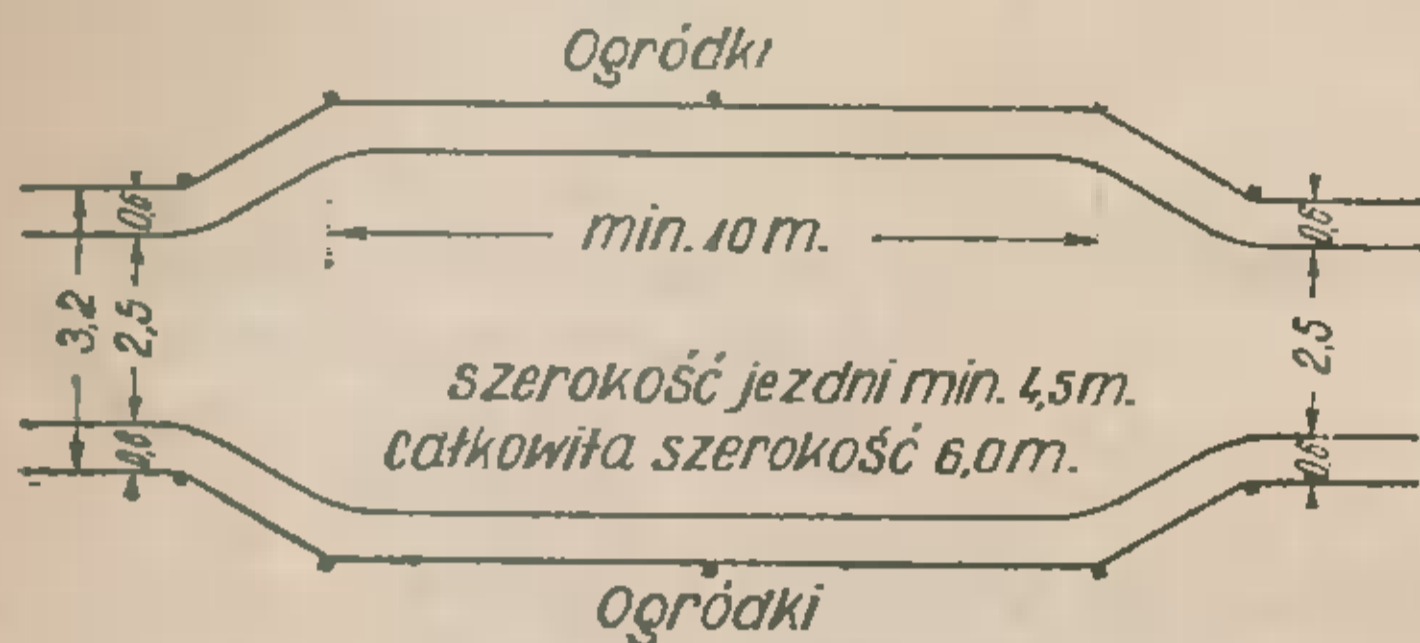 Ogródki
0,6
0,6
min. 10 m.
3,2
2,5
2,5
szerokość jezdni min. 4,5 m.
całkowita szerokość 6,0 m.
0,6
0,6
Ogródki